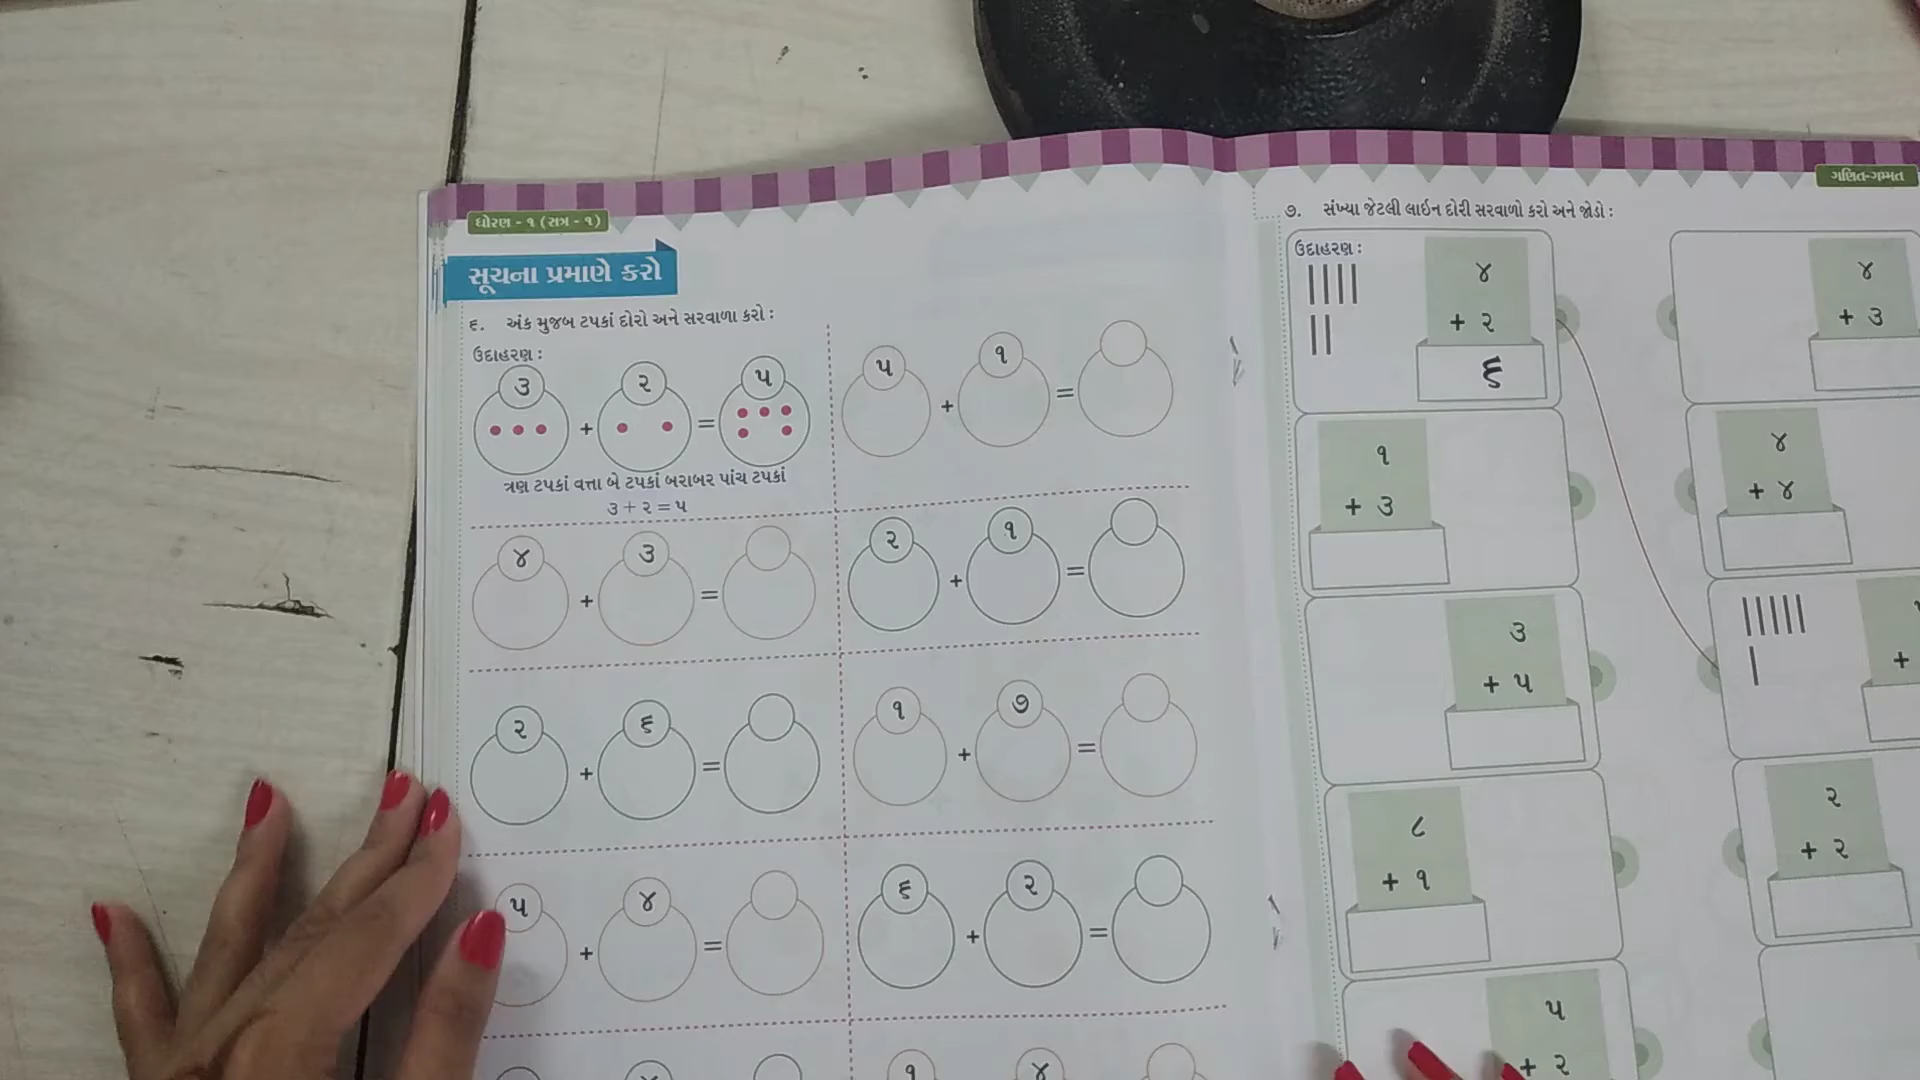 ધોરણ - ૧ (સત્ર - ૧)
સૂચના પ્રમાણે કરો
૬. અંક મુજબ ટપકાં દોરો અને સરવાળા કરો :
ઉદાહરણ :
૩ + ૨ = ૫
ત્રણ ટપકાં વત્તા બે ટપકાં બરાબર પાંચ ટપકાં
૩ + ૨ = ૫
૫ + ૧ =
૪ + ૩ =
૨ + ૧ =
૨ + ૬ =
૧ + ૭ =
૫ + ૪ =
૬ + ૨ =
૧ ૪
ગણિત-ગમ્મત
૭. સંખ્યા જેટલી લાઈન દોરી સરવાળો કરો અને જોડો :
ઉદાહરણ :
૪
+ ૨
૬
૧
+ ૩
૩
+ ૫
૮
+ ૧
૫
+ ૨
૪
+ ૩
૪
+ ૪
+
૨
+ ૨